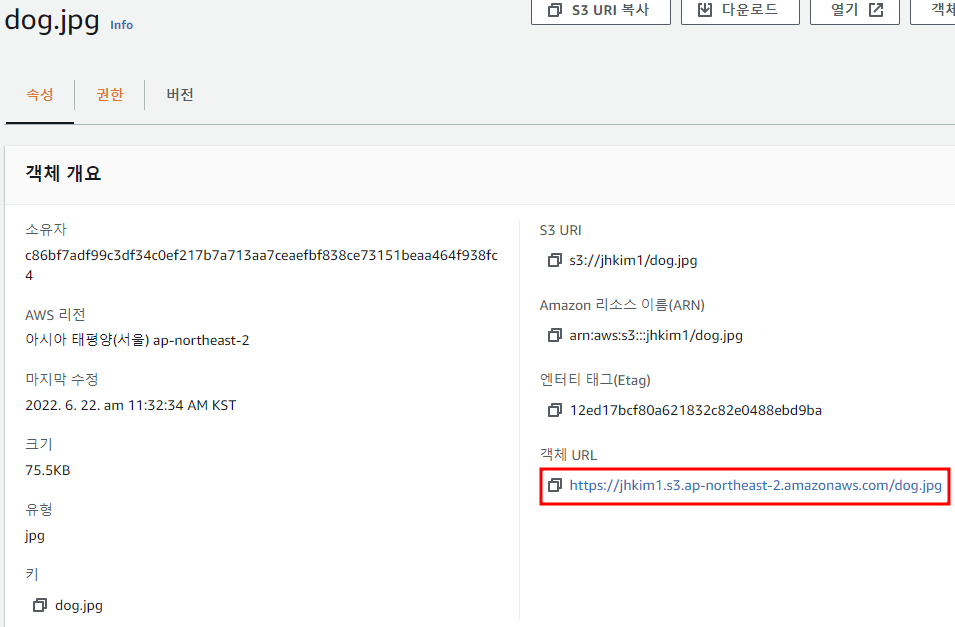 dog.jpg Info
S3 URI 복사
다운로드
열기
객체
속성
권한
버전
객체 개요
소유자
c86bf7adf99c3df34c0ef217b7a713aa7ceaefbf838ce73151beaa464f938fc
4
AWS 리전
아시아 태평양(서울) ap-northeast-2
마지막 수정
2022. 6. 22. am 11:32:34 AM KST
크기
75.5KB
유형
jpg
키
dog.jpg
S3 URI
s3://jhkim1/dog.jpg
Amazon 리소스 이름(ARN)
arn:aws:s3:::jhkim1/dog.jpg
엔터티 태그(Etag)
12ed17bcf80a621832c82e0488ebd9ba
객체 URL
https://jhkim1.s3.ap-northeast-2.amazonaws.com/dog.jpg